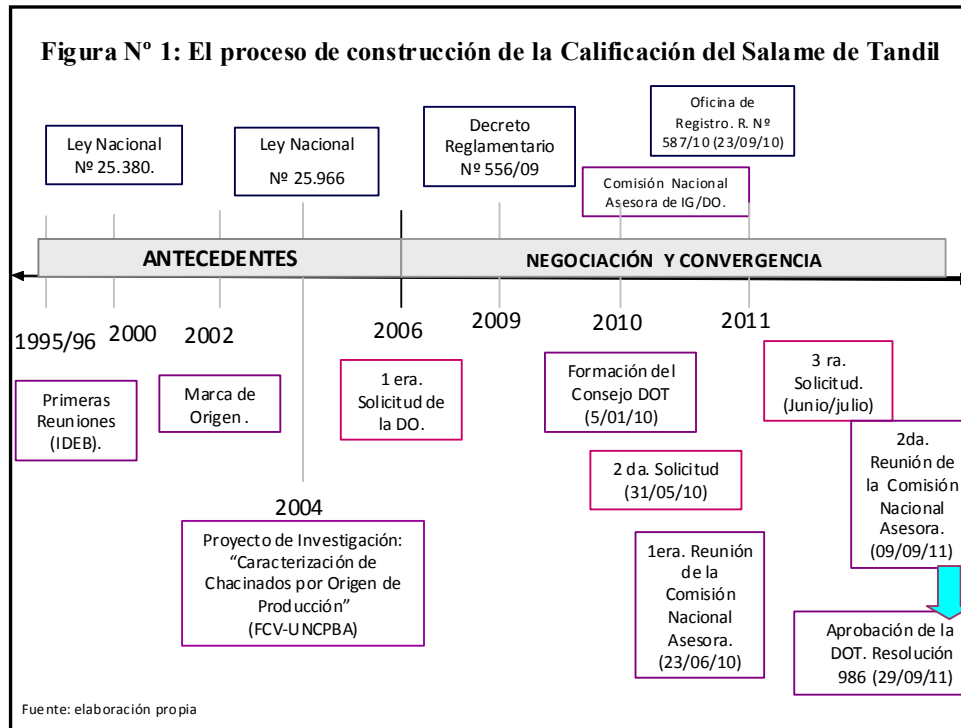 Figura Nº 1: El proceso de construcción de la Calificación del Salame de Tandil
Ley Nacional
Nº 25.380.
Ley Nacional
Nº 25.966
Decreto
Reglamentario
Nº 556/09
Oficina de
Registro. R. Nº
587/10 (23/09/10)
Comisión Nacional
Asesora de IG/DO.
ANTECEDENTES
NEGOCIACIÓN Y CONVERGENCIA
1995/96
2000
2002
2006
2009
2010
2011
Primeras
Reuniones
(IDEB).
Marca de
Origen .
1 era.
Solicitud de
la DO.
Formación del
Consejo DOT
(5/01/10)
3 ra.
Solicitud.
(Junio/julio)
2 da. Solicitud
(31/05/10)
2da.
Reunión de
la Comisión
Nacional
Asesora.
(09/09/11)
2004
Proyecto de Investigación:
“Caracterización de
Chacinados por Origen de
Producción”
(FCV-UNCPBA)
1era. Reunión
de la
Comisión
Nacional
Asesora.
(23/06/10)
Aprobación de la
DOT. Resolución
986 (29/09/11)
Fuente: elaboración propia